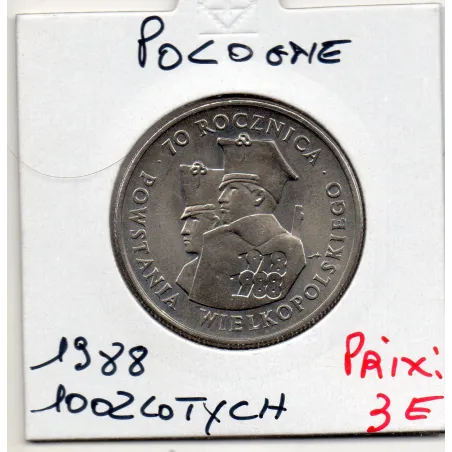 POLOGNE
70 ROCZNICA
POWSTANIA WIELKOPOLSKIEGO
1918
1988
1988
100ZLOTYCH
PRIX:
3E